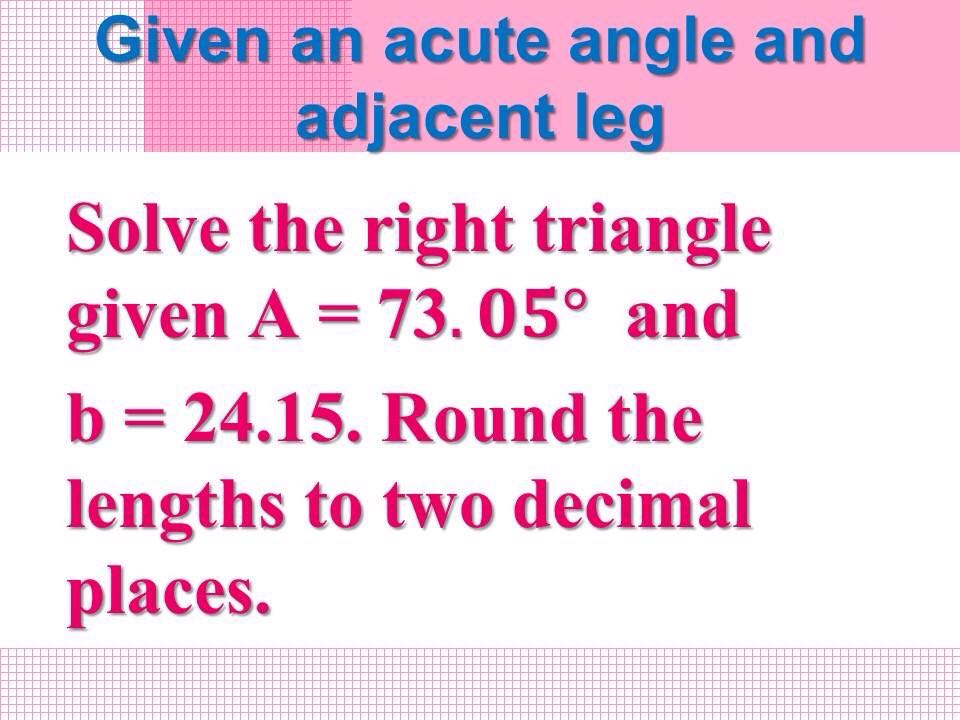 Given an acute angle and
adjacent leg
Solve the right triangle
given A = 73.05° and
b = 24.15. Round the
lengths to two decimal
places.